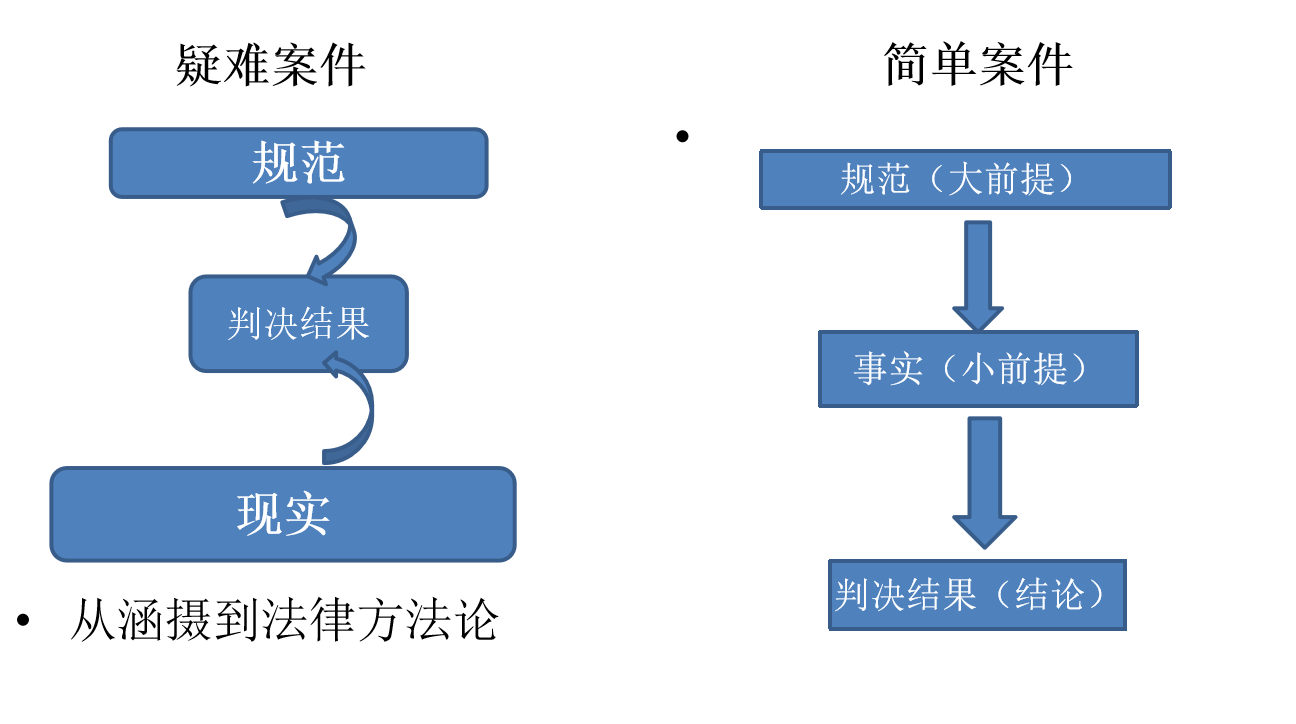 疑难案件
规范
判决结果
现实
• 从涵摄到法律方法论
简单案件
•
规范（大前提）
事实（小前提）
判决结果（结论）